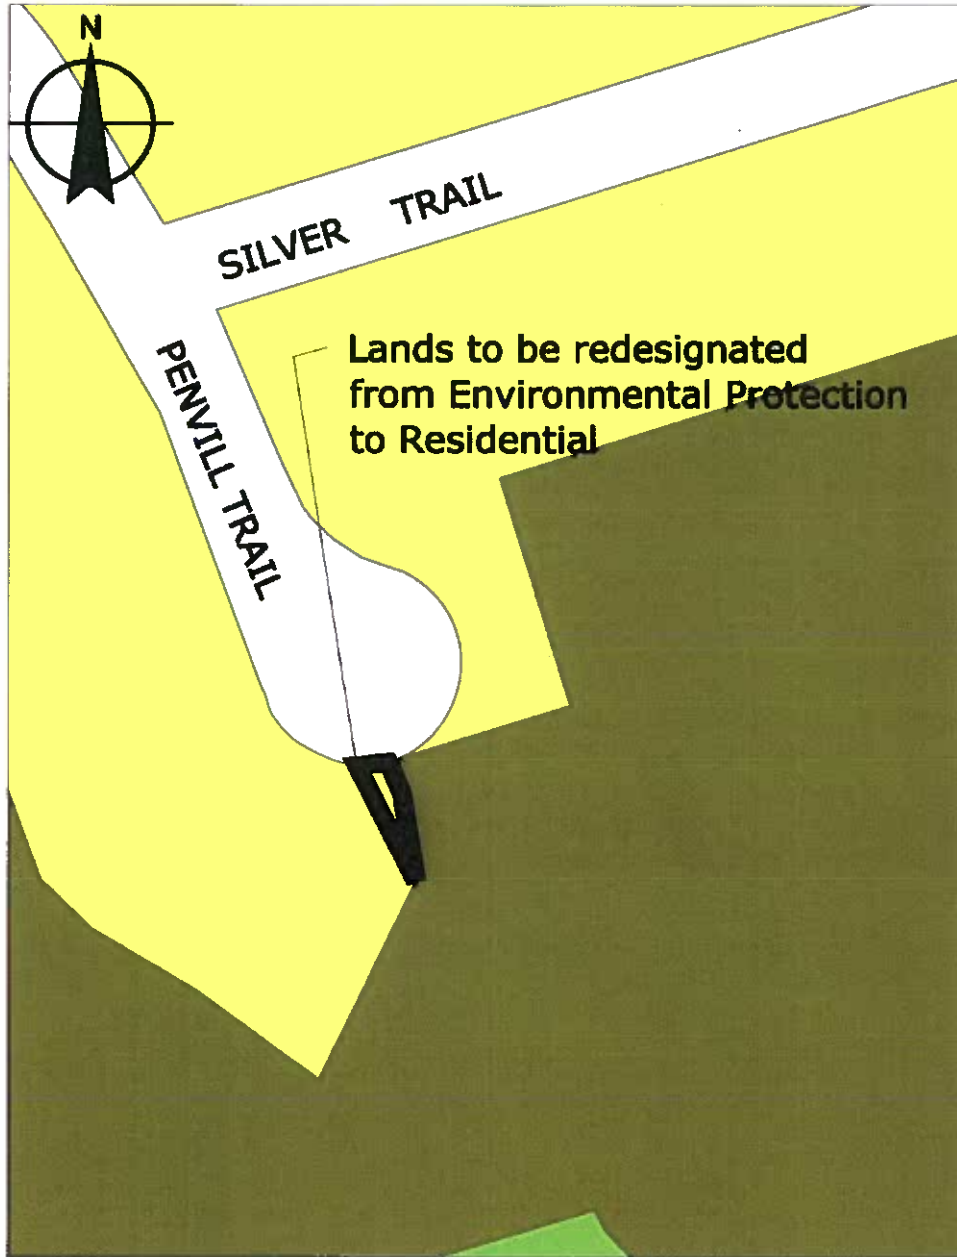 N
SILVER TRAIL
Lands to be redesignated
from Environmental Protection
to Residential
PENVILL TRAIL